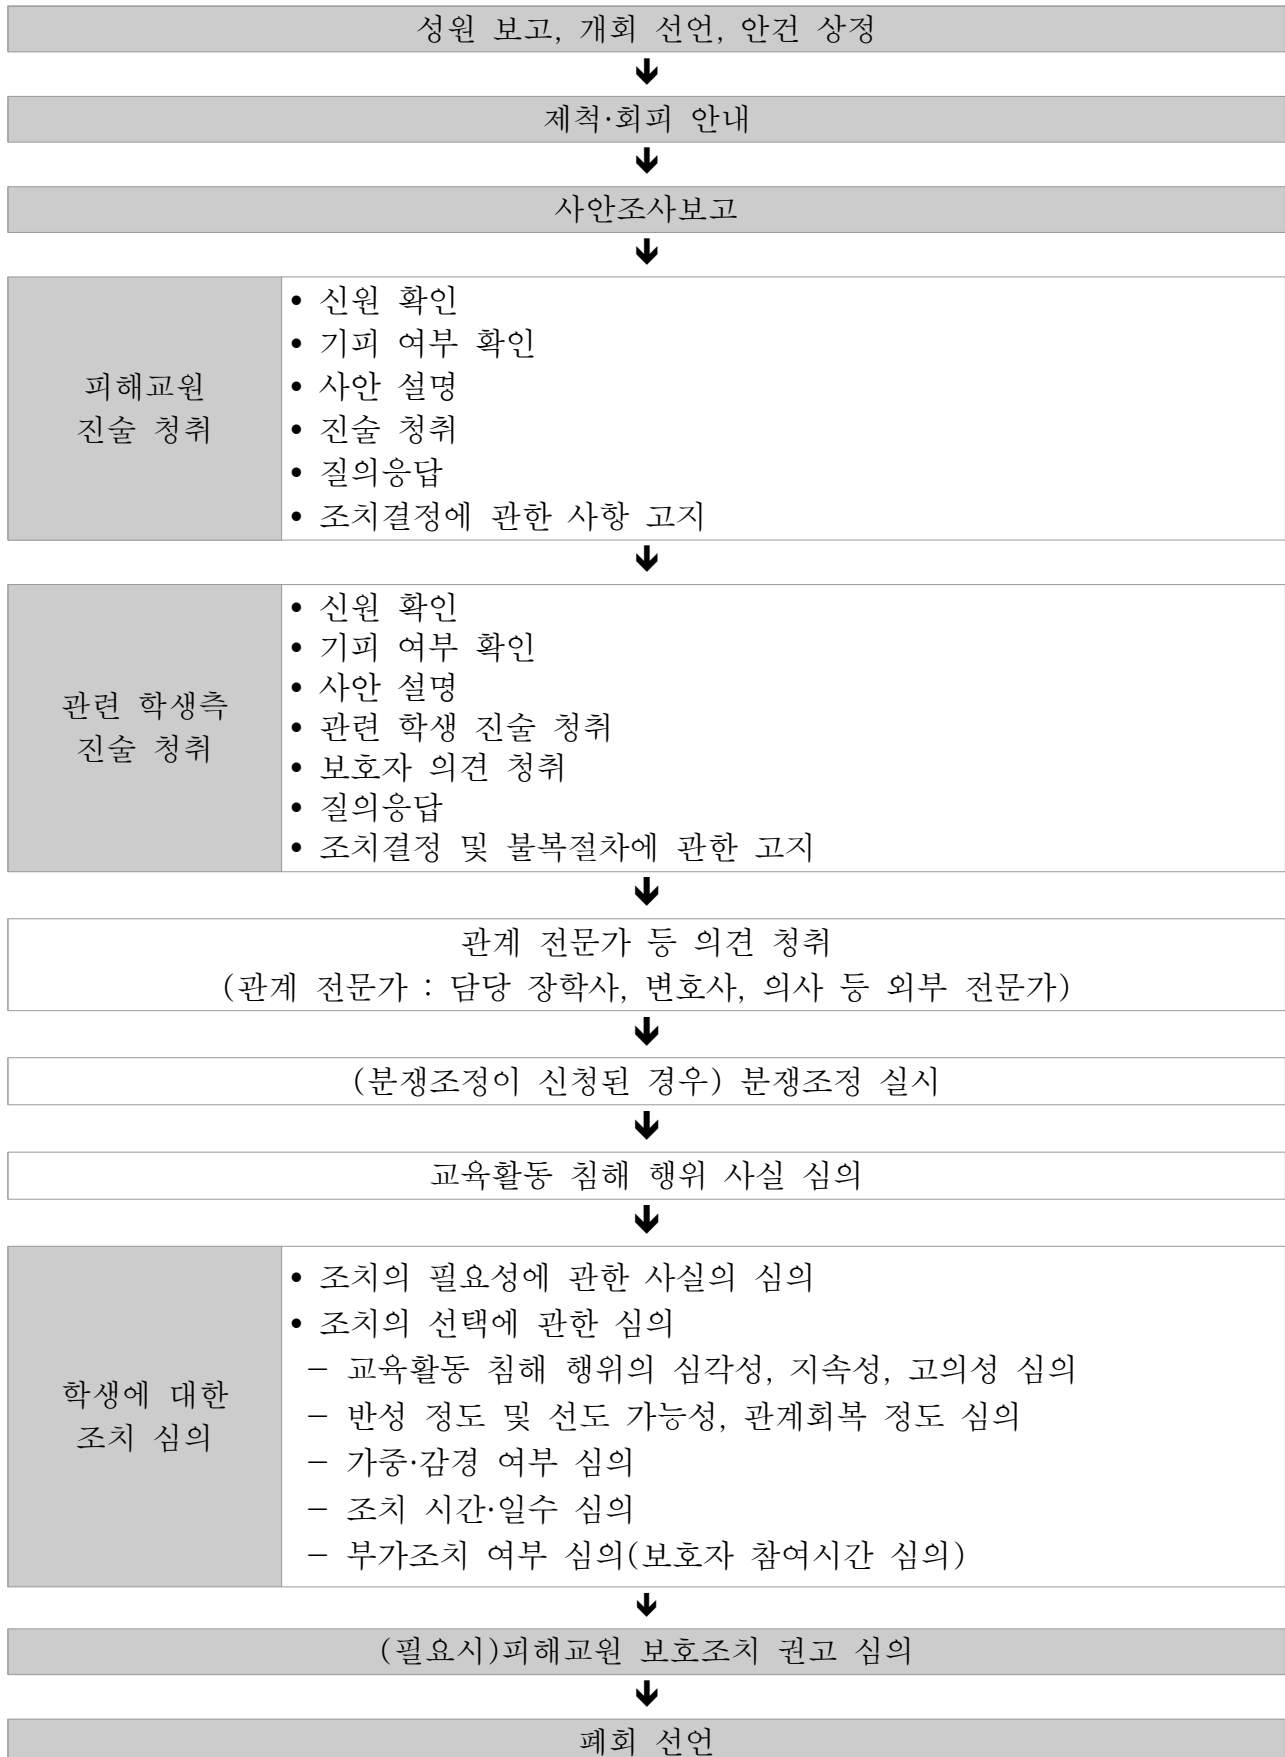 성원 보고, 개회 선언, 안건 상정
제척·회피 안내
사안조사보고
피해교원
진술 청취
• 신원 확인
• 기피 여부 확인
• 사안 설명
• 진술 청취
• 질의응답
• 조치결정에 관한 사항 고지
관련 학생측
진술 청취
• 신원 확인
• 기피 여부 확인
• 사안 설명
• 관련 학생 진술 청취
• 보호자 의견 청취
• 질의응답
• 조치결정 및 불복절차에 관한 고지
관계 전문가 등 의견 청취
(관계 전문가 : 담당 장학사, 변호사, 의사 등 외부 전문가)
(분쟁조정이 신청된 경우) 분쟁조정 실시
교육활동 침해 행위 사실 심의
학생에 대한
조치 심의
• 조치의 필요성에 관한 사실의 심의
• 조치의 선택에 관한 심의
- 교육활동 침해 행위의 심각성, 지속성, 고의성 심의
- 반성 정도 및 선도 가능성, 관계회복 정도 심의
- 가중·감경 여부 심의
- 조치 시간·일수 심의
- 부가조치 여부 심의(보호자 참여시간 심의)
(필요시)피해교원 보호조치 권고 심의
폐회 선언